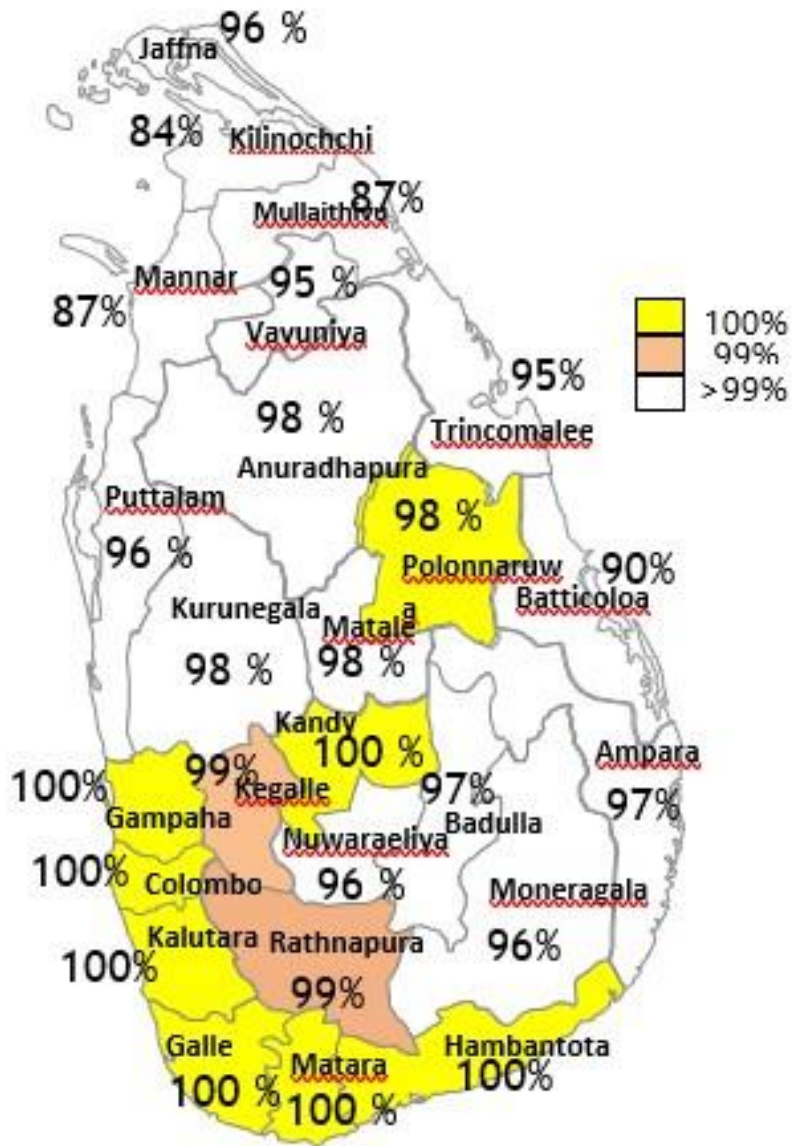 96 %
Jaffna
84%
Kilinochchi
87%
Mullaithivu
Mannar
95 %
87%
Vavuniya
100%
99%
>99%
95%
98 %
Trincomalee
Anuradhapura
Puttalam
98 %
96 %
Polonnaruw
a
90%
Batticoloa
Kurunegala
Matale
98 %
98 %
Kandy
100 %
Ampara
99%
100%
Kegalle
97%
97%
Gampaha
Badulla
Nuwaraeliya
100%
Colombo
96 %
Moneragala
Kalutara
Rathnapura
96%
100%
99%
Galle
Matara
Hambantota
100%
100 %
100 %